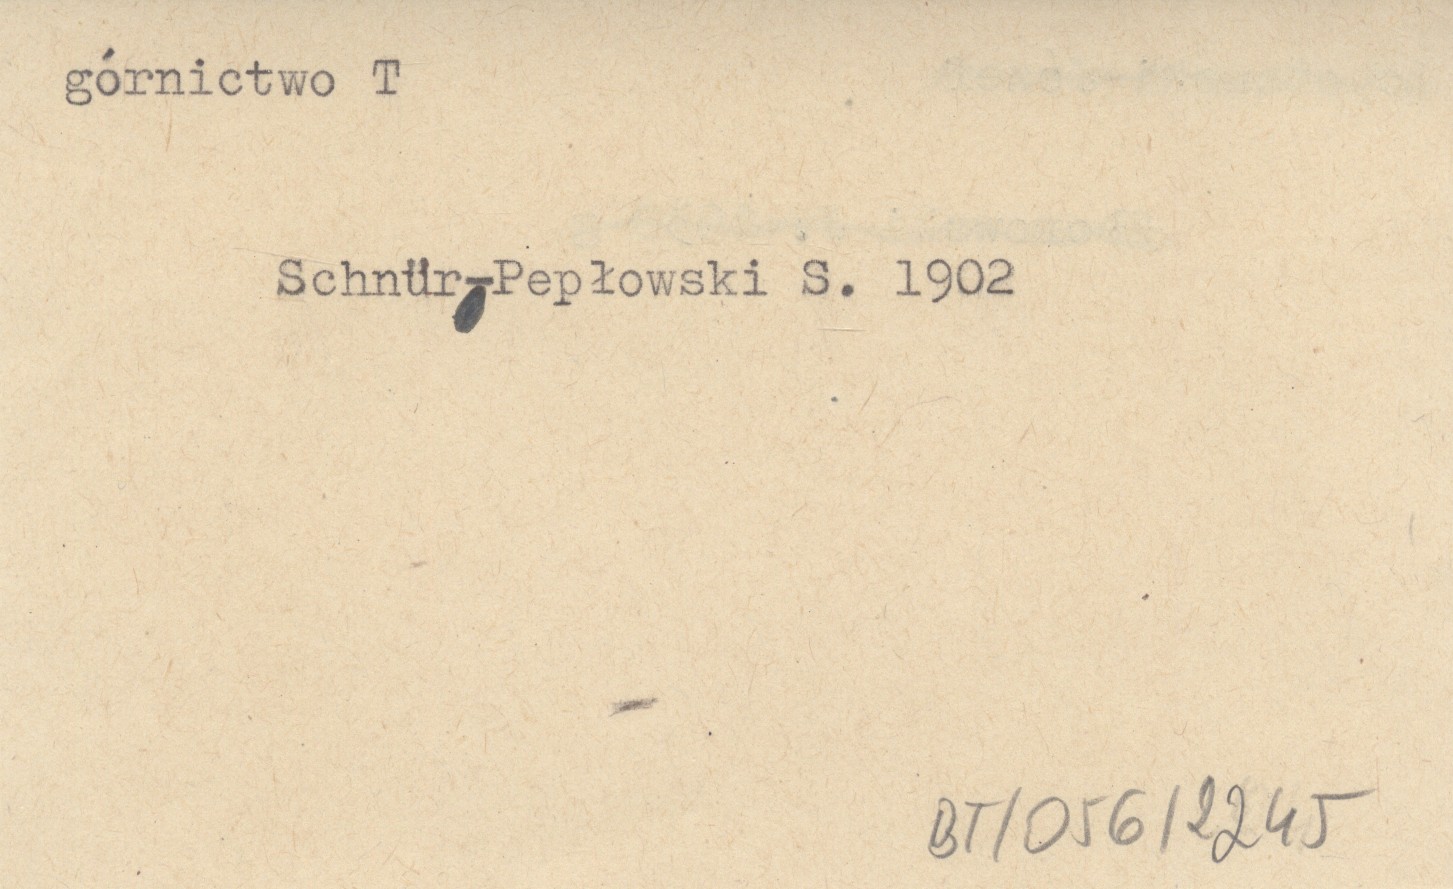 górnictwo T
Schnür-Pepłowski S. 1902
BT/056/2245